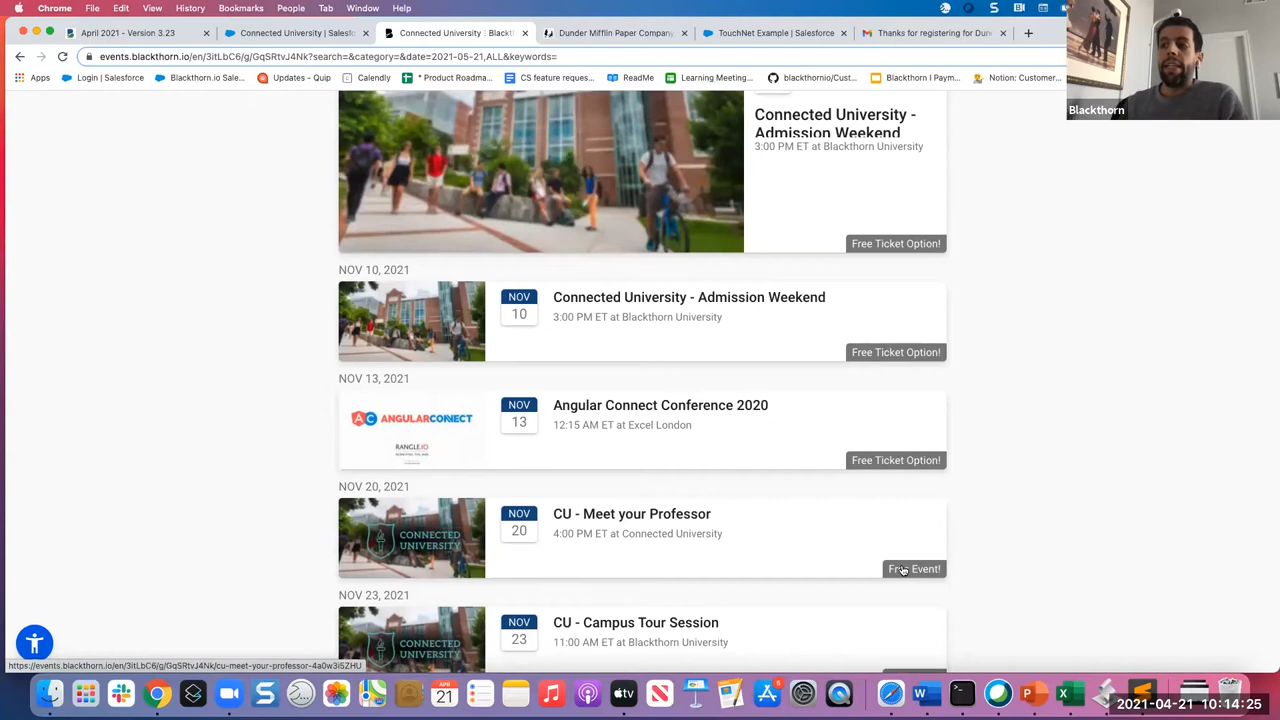 Chrome File Edit View History Bookmarks People Tab Window Help
April 2021 - Version 3.23
Connected University | Salesfo
Connected University | Blackth
Dunder Mifflin Paper Company
TouchNet Example | Salesforce
Thanks for registering for Dun
events.blackthorn.io/en/3itLbC6/g/GqSRtvJ4Nk?search=&category=&date=2021-05-21,ALL&keywords=
Apps
Login | Salesforce
Blackthorn.io Sale...
Updates - Quip
Calendly
* Product Roadma...
CS feature reques...
ReadMe
Learning Meeting...
blackthornio/Queri...
Blackthorn | Paym...
Notion: Customer...
Blackthorn
Connected University -
Admission Weekend
3:00 PM ET at Blackthorn University
Free Ticket Option!
NOV 10, 2021
NOV
10
Connected University - Admission Weekend
3:00 PM ET at Blackthorn University
Free Ticket Option!
NOV 13, 2021
ANGULARCONNECT
RANGLE.IO
NOV
13
Angular Connect Conference 2020
12:15 AM ET at Excel London
Free Ticket Option!
NOV 20, 2021
CONNECTED
UNIVERSITY
NOV
20
CU - Meet your Professor
4:00 PM ET at Connected University
Free Event!
NOV 23, 2021
CONNECTED
UNIVERSITY
NOV
23
CU - Campus Tour Session
11:00 AM ET at Blackthorn University
https://events.blackthorn.io/en/3itLbC6/g/GqSRtvJ4Nk/cu-meet-your-professor-4a0w3i5ZHU
APR
21
tv
2021-04-21 10:14:25